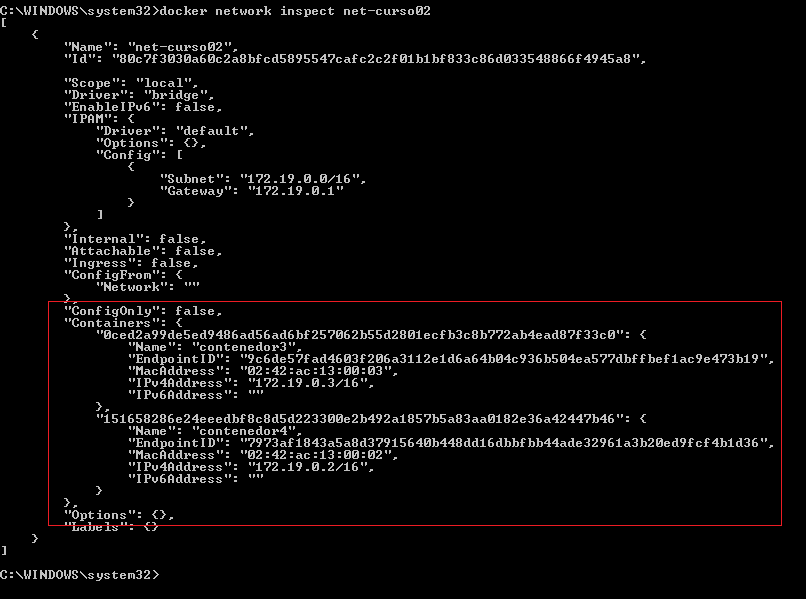 C:\WINDOWS\system32>docker network inspect net-curso02
[
    {
        "Name": "net-curso02",
        "Id": "80c7f3030a60c2a8bfcd5895547cafc2c2f01b1bf833c86d033548866f4945a8",
        "Scope": "local",
        "Driver": "bridge",
        "EnableIPv6": false,
        "IPAM": {
            "Driver": "default",
            "Options": {},
            "Config": [
                {
                    "Subnet": "172.19.0.0/16",
                    "Gateway": "172.19.0.1"
                }
            ]
        },
        "Internal": false,
        "Attachable": false,
        "Ingress": false,
        "ConfigFrom": {
            "Network": ""
        },
        "ConfigOnly": false,
        "Containers": {
            "0ced2a99de5ed9486ad56ad6bf257062b55d2801ecfb3c8b772ab4ead87f33c0": {
                "Name": "contenedor3",
                "EndpointID": "9c6de57fad4603f206a3112e1d6a64b04c936b504ea577dbffbef1ac9e473b19",
                "MacAddress": "02:42:ac:13:00:03",
                "IPv4Address": "172.19.0.3/16",
                "IPv6Address": ""
            },
            "151658286e24eeedbf8c8d5d223300e2b492a1857b5a83aa0182e36a42447b46": {
                "Name": "contenedor4",
                "EndpointID": "7973af1843a5a8d37915640b448dd16dbbfbb44ade32961a3b20ed9fcf4b1d36",
                "MacAddress": "02:42:ac:13:00:02",
                "IPv4Address": "172.19.0.2/16",
                "IPv6Address": ""
            }
        },
        "Options": {},
        "Labels": {}
    }
]
C:\WINDOWS\system32>